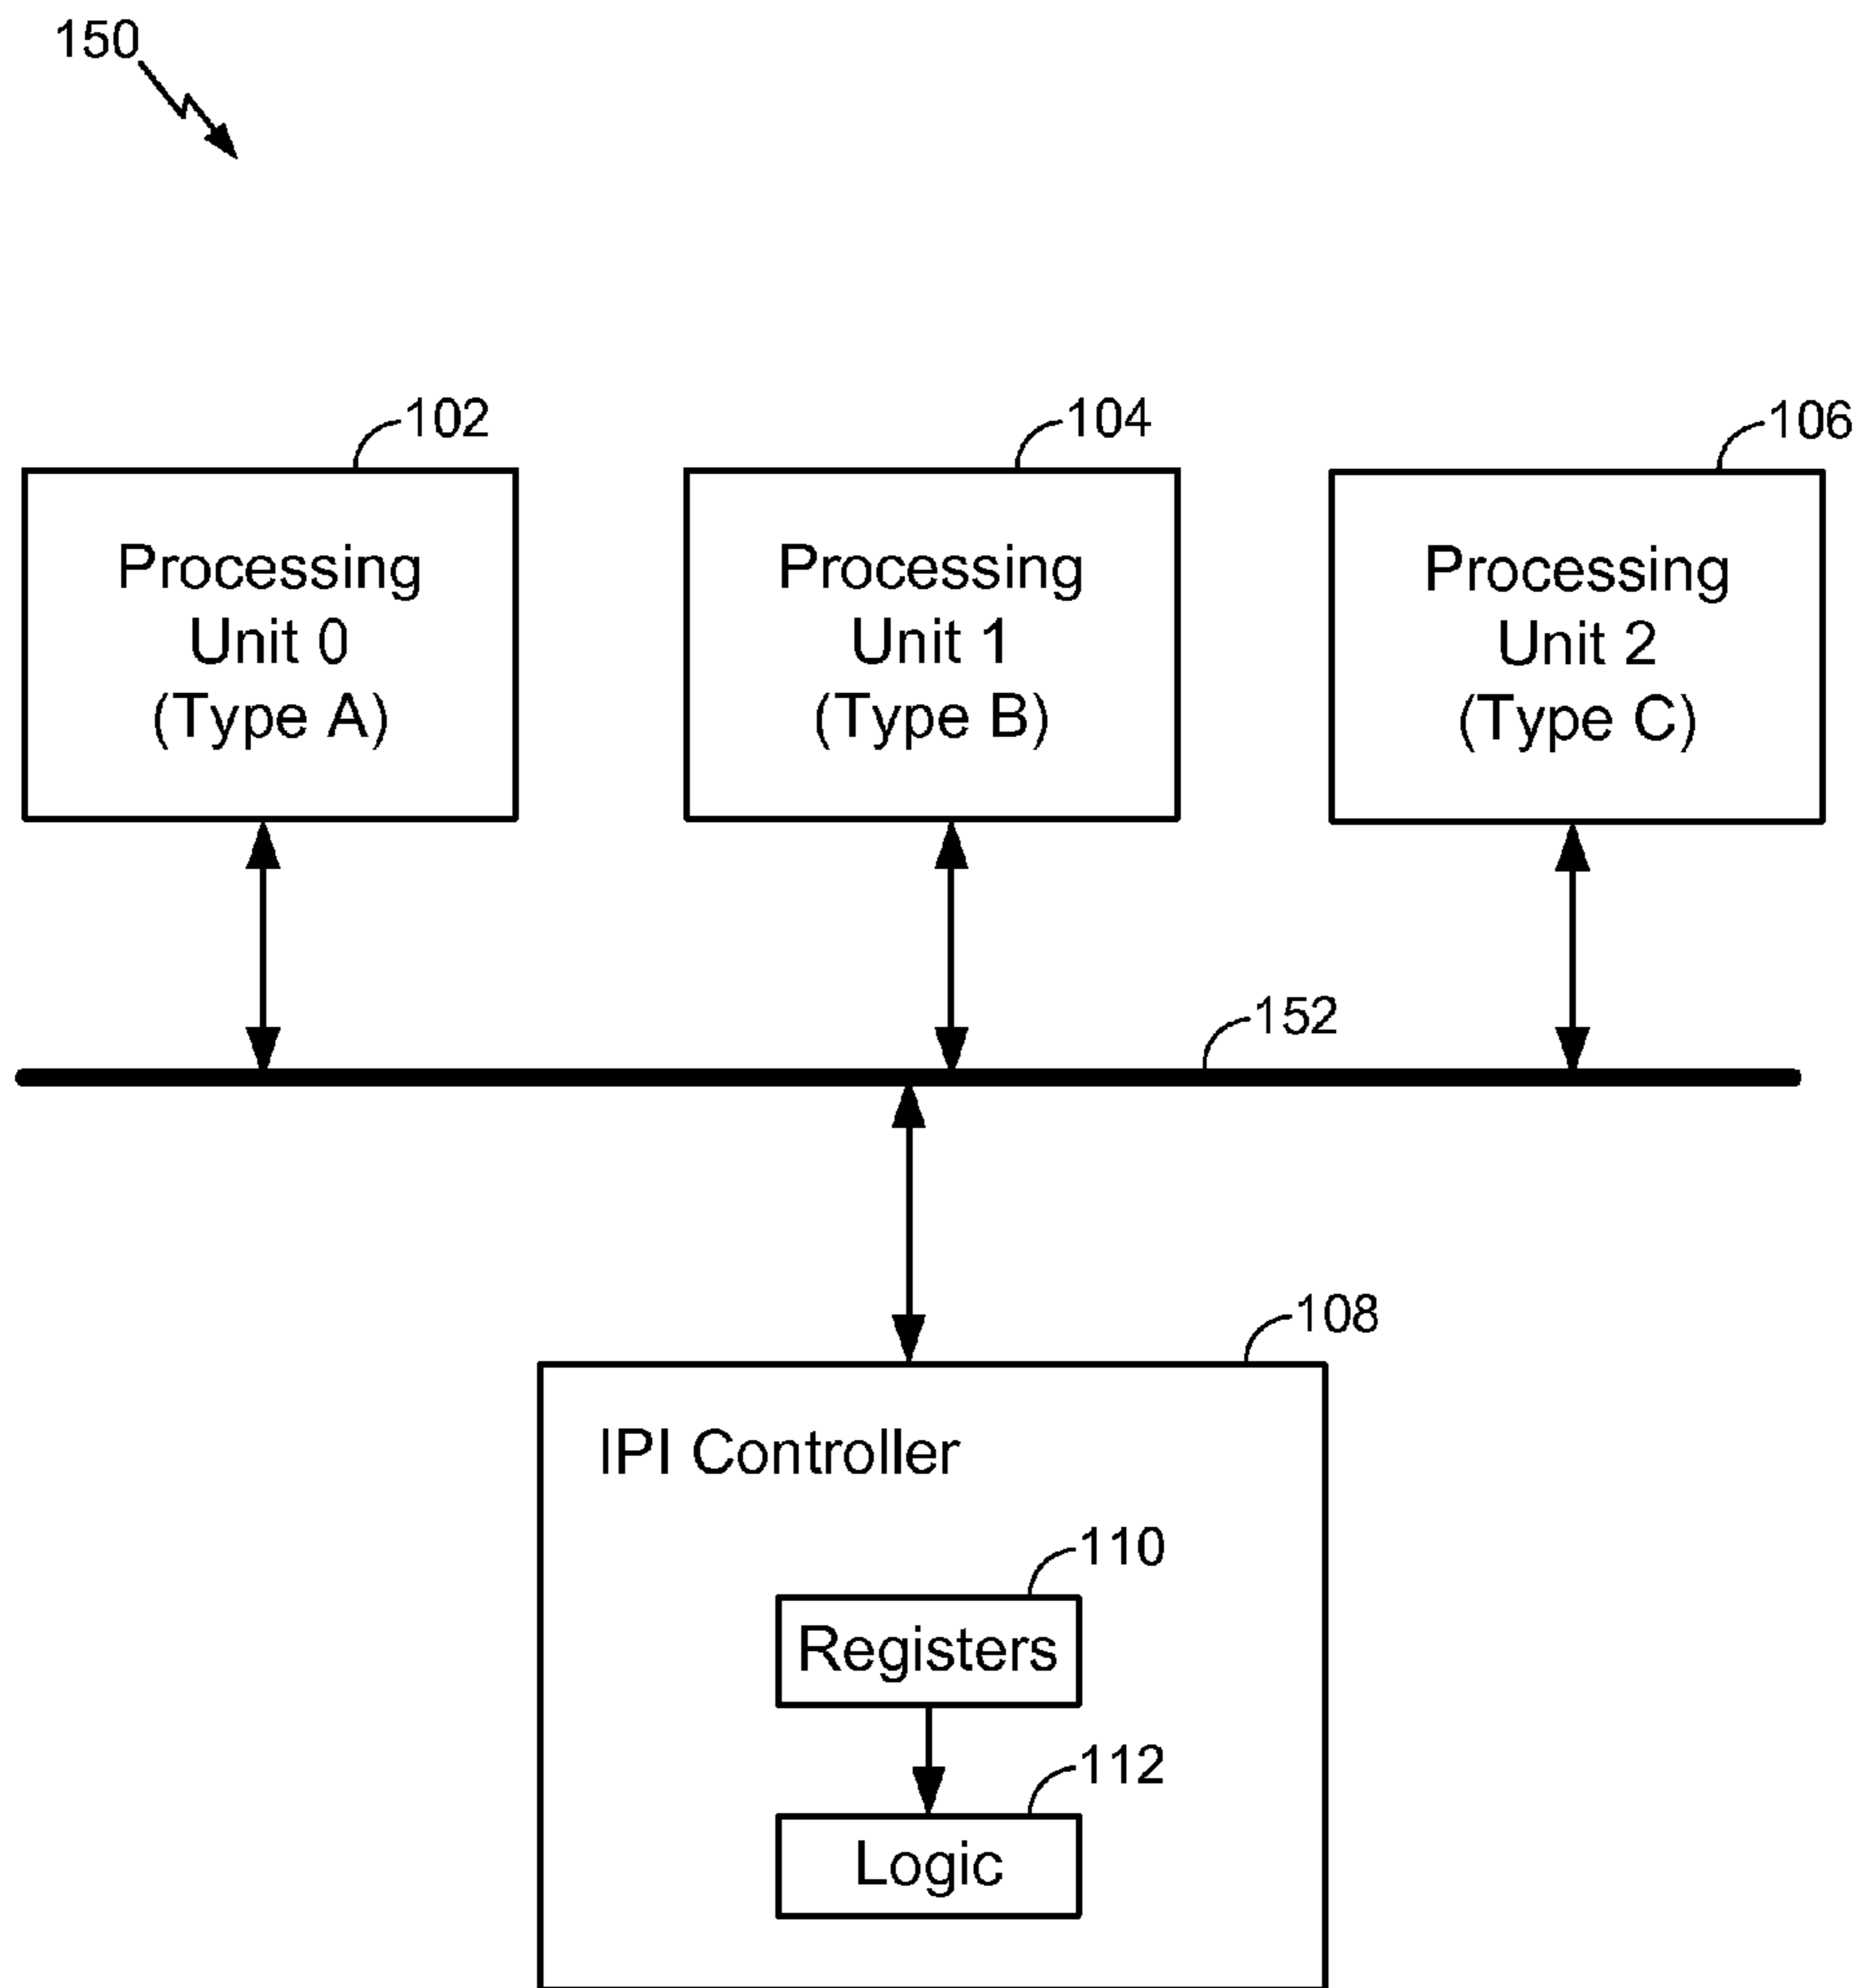 150
102
104
106
Processing
Unit 0
(Type A)
Processing
Unit 1
(Type B)
Processing
Unit 2
(Type C)
152
108
IPI Controller
110
Registers
112
Logic